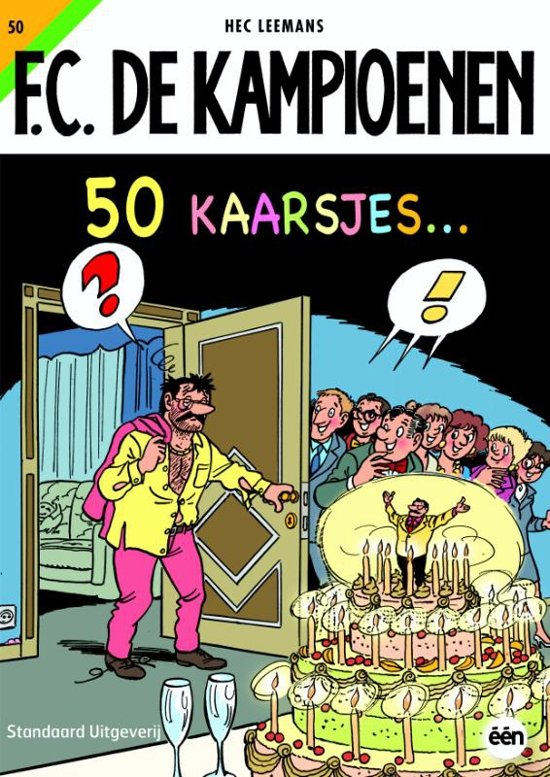 50
HEC LEEMANS
F.C. DE KAMPIOENEN
50 KAARSJES...
?
!
Standaard Uitgeverij
één